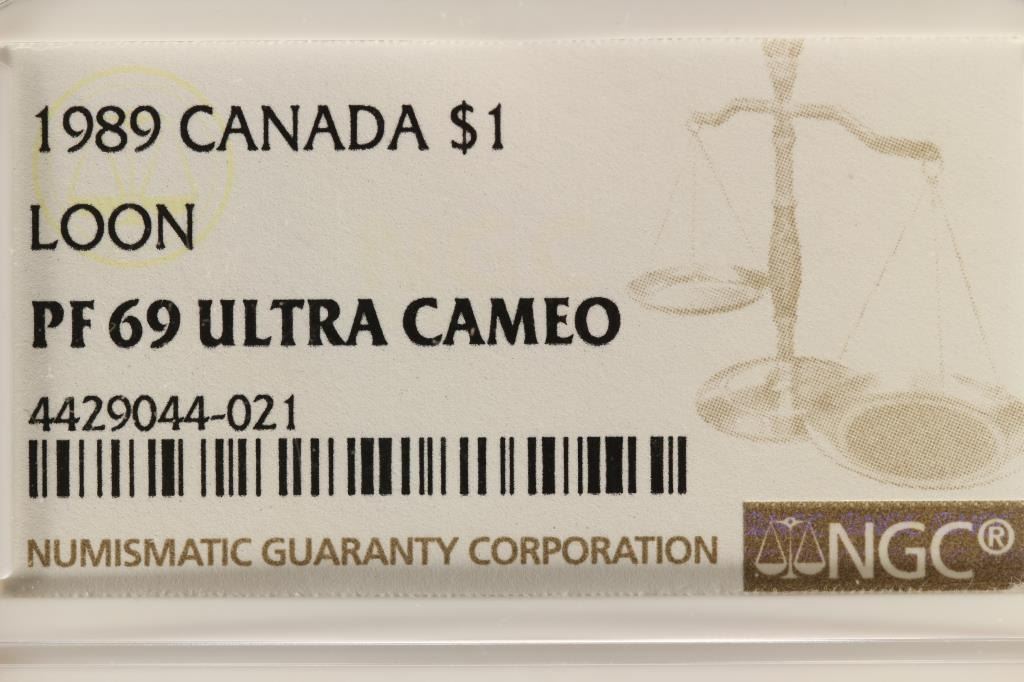 1989 CANADA $1
LOON
PF 69 ULTRA CAMEO
4429044-021
NUMISMATIC GUARANTY CORPORATION
NGC®